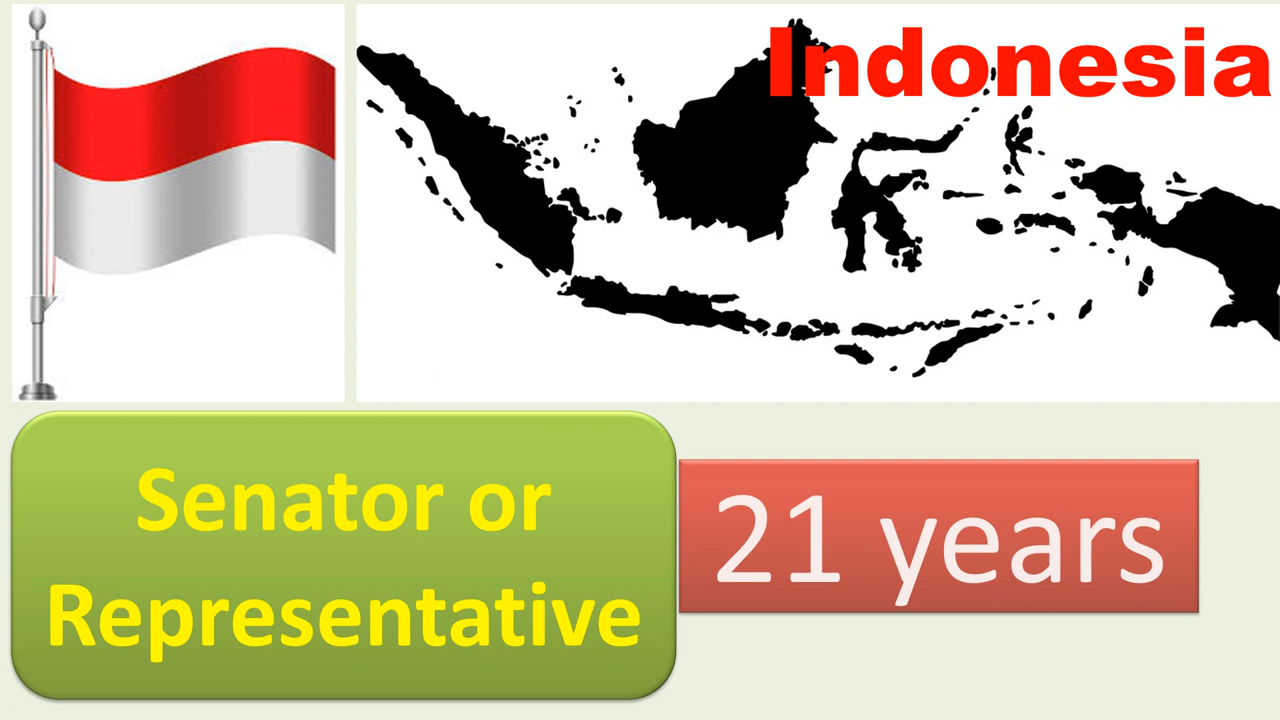 Indonesia
Senator or
Representative
21 years